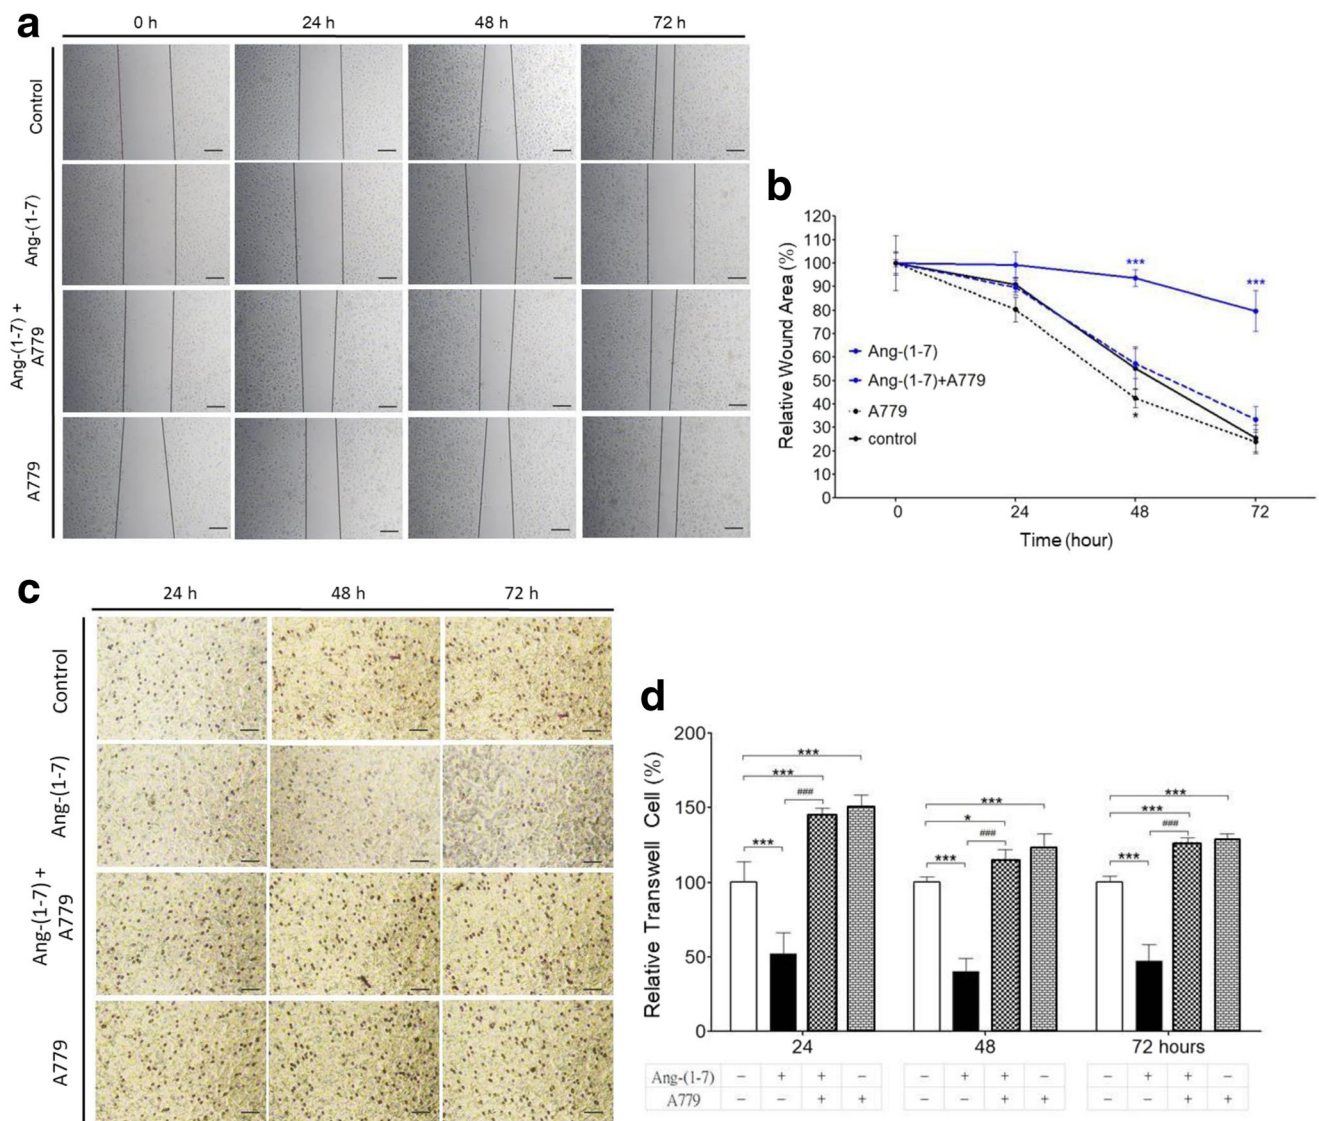 a
0 h 24 h 48 h 72 h
Control
Ang-(1-7)
Ang-(1-7) +
A779
A779
b
Relative Wound Area (%)
120
110
100
90
80
70
60
50
40
30
20
10
0
***
***
*
Ang-(1-7)
Ang-(1-7)+A779
A779
control
0 24 48 72
Time (hour)
c
24 h 48 h 72 h
Control
Ang-(1-7)
Ang-(1-7) +
A779
A779
d
Relative Transwell Cell (%)
200
150
100
50
0
***
***
###
***
***
*
###
***
***
***
###
***
24 48 72 hours
Ang-(1-7) − + + − − + + − − + + −
A779 − − + + − − + + − − + +